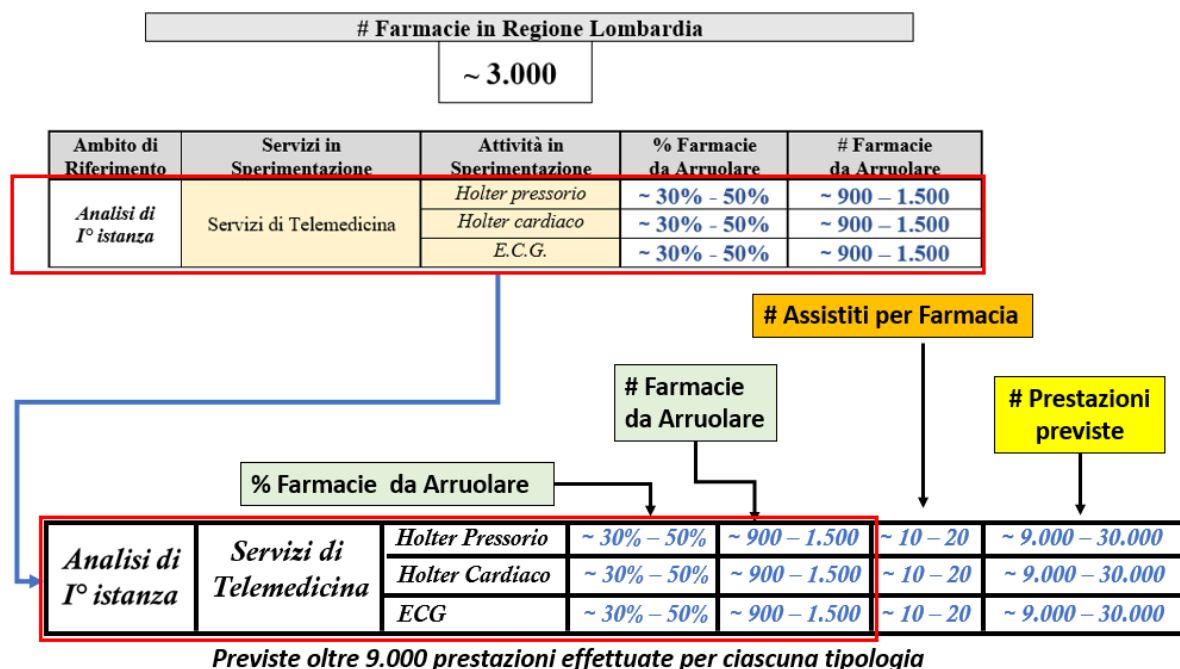 # Farmacie in Regione Lombardia
~ 3.000
Ambito di Riferimento
Servizi in Sperimentazione
Attività in Sperimentazione
% Farmacie da Arruolare
# Farmacie da Arruolare
Analisi di I° istanza
Servizi di Telemedicina
Holter pressorio ~ 30% - 50% ~ 900 – 1.500
Holter cardiaco ~ 30% - 50% ~ 900 – 1.500
E.C.G. ~ 30% - 50% ~ 900 – 1.500
# Assistiti per Farmacia
# Farmacie
da Arruolare
# Prestazioni
previste
% Farmacie da Arruolare
Analisi di I° istanza
Servizi di Telemedicina
Holter Pressorio ~ 30% – 50% ~ 900 – 1.500 ~ 10 – 20 ~ 9.000 – 30.000
Holter Cardiaco ~ 30% – 50% ~ 900 – 1.500 ~ 10 – 20 ~ 9.000 – 30.000
ECG ~ 30% – 50% ~ 900 – 1.500 ~ 10 – 20 ~ 9.000 – 30.000
Previste oltre 9.000 prestazioni effettuate per ciascuna tipologia